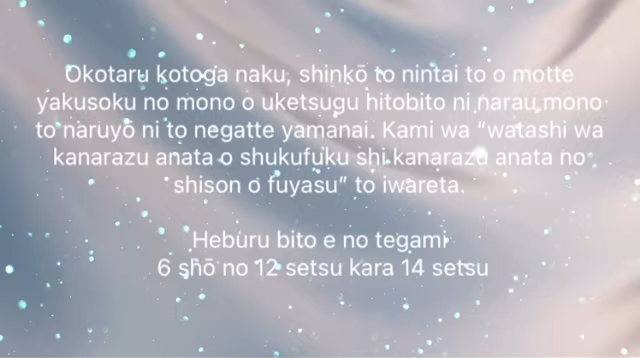 Okotaru kotoga naku, shinkō to nintai to o motte
yakusoku no mono o uketsugu hitobito ni narau mono
to naruyō ni to negatte yamanai. Kami wa “watashi wa
kanarazu anata o shukufuku shi kanarazu anata no
shison o fuyasu” to iwareta.
Heburu bito e no tegami
6 shō no 12 setsu kara 14 setsu